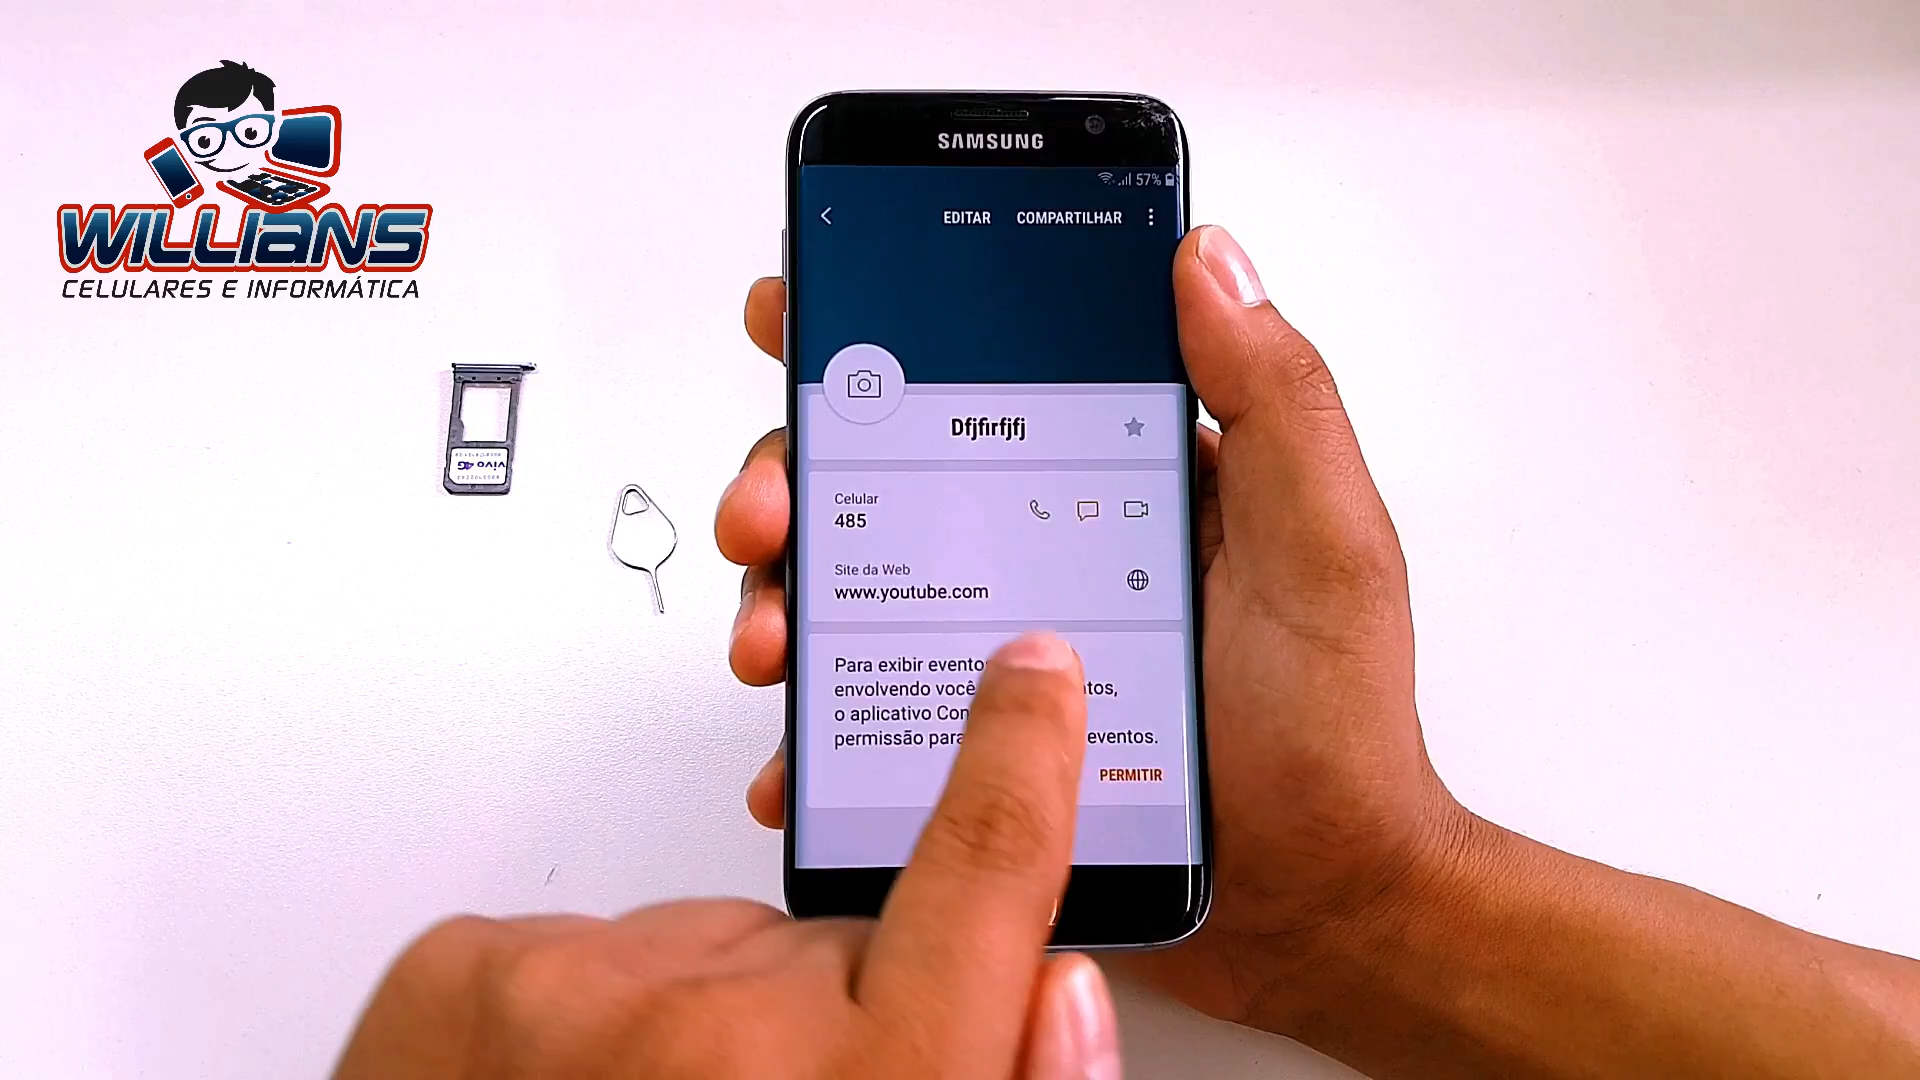 WILLIANS
CELULARES E INFORMÁTICA
SAMSUNG
57%
EDITAR COMPARTILHAR
Dfjfirfjfj
Celular
485
Site da Web
www.youtube.com
Para exibir evento
envolvendo você tos,
o aplicativo Con
permissão para eventos.
PERMITIR
vivo 4G